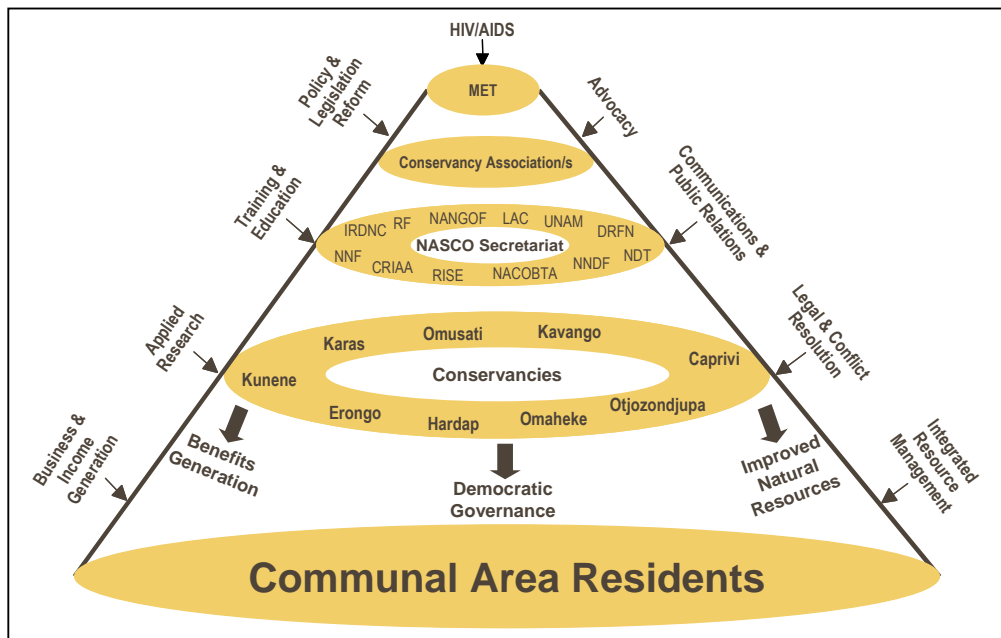 HIV/AIDS
MET
Policy &
Legislation
Reform
Advocacy
Conservancy Association/s
Training &
Education
Communications &
Public Relations
IRDNC RF NANGOF LAC UNAM DRFN
NASCO Secretariat
NNF CRIAA RISE NACOBTA NNDF NDT
Applied
Research
Legal & Conflict
Resolution
Karas Omusati Kavango Caprivi
Kunene
Conservancies
Erongo Hardap Omaheke Otjozondjupa
Business &
Income
Generation
Integrated
Resource
Management
Benefits
Generation
Democratic
Governance
Improved
Natural
Resources
Communal Area Residents